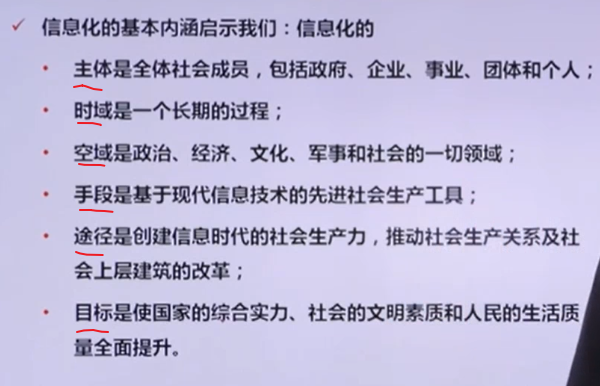 ✓ 信息化的基本内涵启示我们：信息化的
• 主体是全体社会成员，包括政府、企业、事业、团体和个人；
• 时域是一个长期的过程；
• 空域是政治、经济、文化、军事和社会的一切领域；
• 手段是基于现代信息技术的先进社会生产工具；
• 途径是创建信息时代的社会生产力，推动社会生产关系及社
会上层建筑的改革；
• 目标是使国家的综合实力、社会的文明素质和人民的生活质
量全面提升。